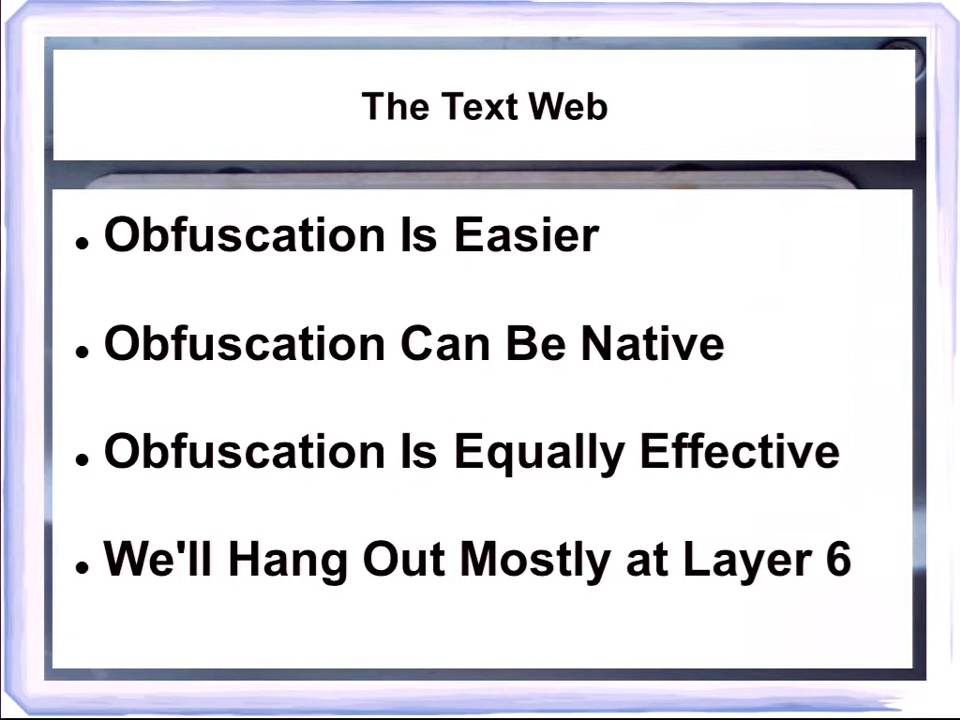 The Text Web
• Obfuscation Is Easier
• Obfuscation Can Be Native
• Obfuscation Is Equally Effective
• We'll Hang Out Mostly at Layer 6